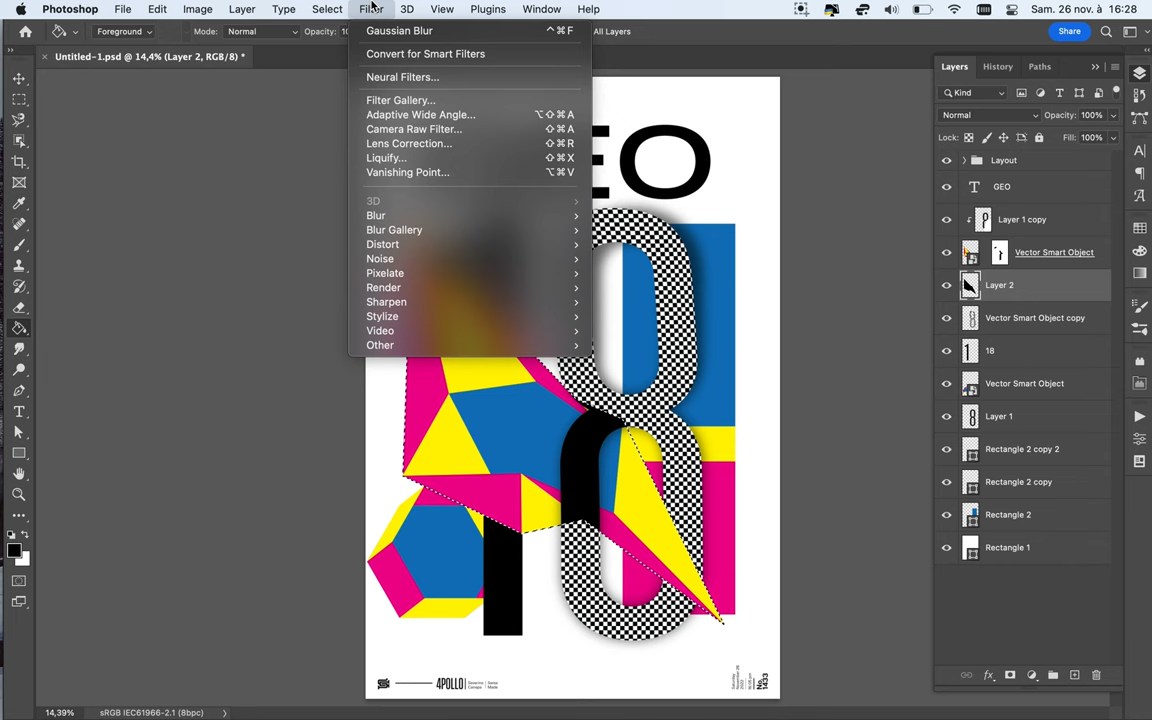 Photoshop File Edit Image Layer Type Select Filter 3D View Plugins Window Help Sam. 26 nov. à 16:28
Foreground Mode: Normal Opacity: 10 All Layers Share
Untitled-1.psd @ 14,4% (Layer 2, RGB/8) *
Gaussian Blur ^⌘F
Convert for Smart Filters
Neural Filters...
Filter Gallery...
Adaptive Wide Angle... ⌥⇧⌘A
Camera Raw Filter... ⇧⌘A
Lens Correction... ⇧⌘R
Liquify... ⇧⌘X
Vanishing Point... ⌥⌘V
3D
Blur
Blur Gallery
Distort
Noise
Pixelate
Render
Sharpen
Stylize
Video
Other
EO
18
4POLLO
No. 1433
Layers History Paths
Kind
Normal Opacity: 100%
Lock: Fill: 100%
Layout
GEO
Layer 1 copy
Vector Smart Object
Layer 2
Vector Smart Object copy
18
Vector Smart Object
Layer 1
Rectangle 2 copy 2
Rectangle 2 copy
Rectangle 2
Rectangle 1
14,39% sRGB IEC61966-2.1 (8bpc)